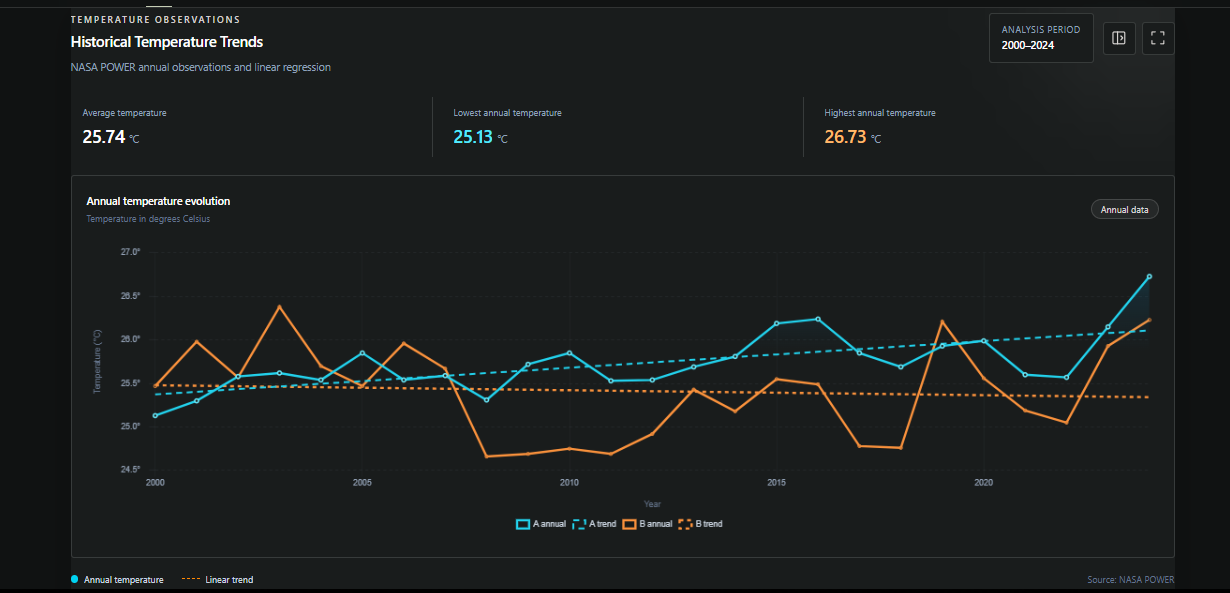 TEMPERATURE OBSERVATIONS
Historical Temperature Trends
NASA POWER annual observations and linear regression
ANALYSIS PERIOD
2000–2024
Average temperature
25.74 °C
Lowest annual temperature
25.13 °C
Highest annual temperature
26.73 °C
Annual temperature evolution
Temperature in degrees Celsius
Annual data
27.0°
26.5°
26.0°
25.5°
25.0°
24.5°
Temperature (°C)
2000 2005 2010 2015 2020
Year
A annual A trend B annual B trend
Annual temperature Linear trend
Source: NASA POWER